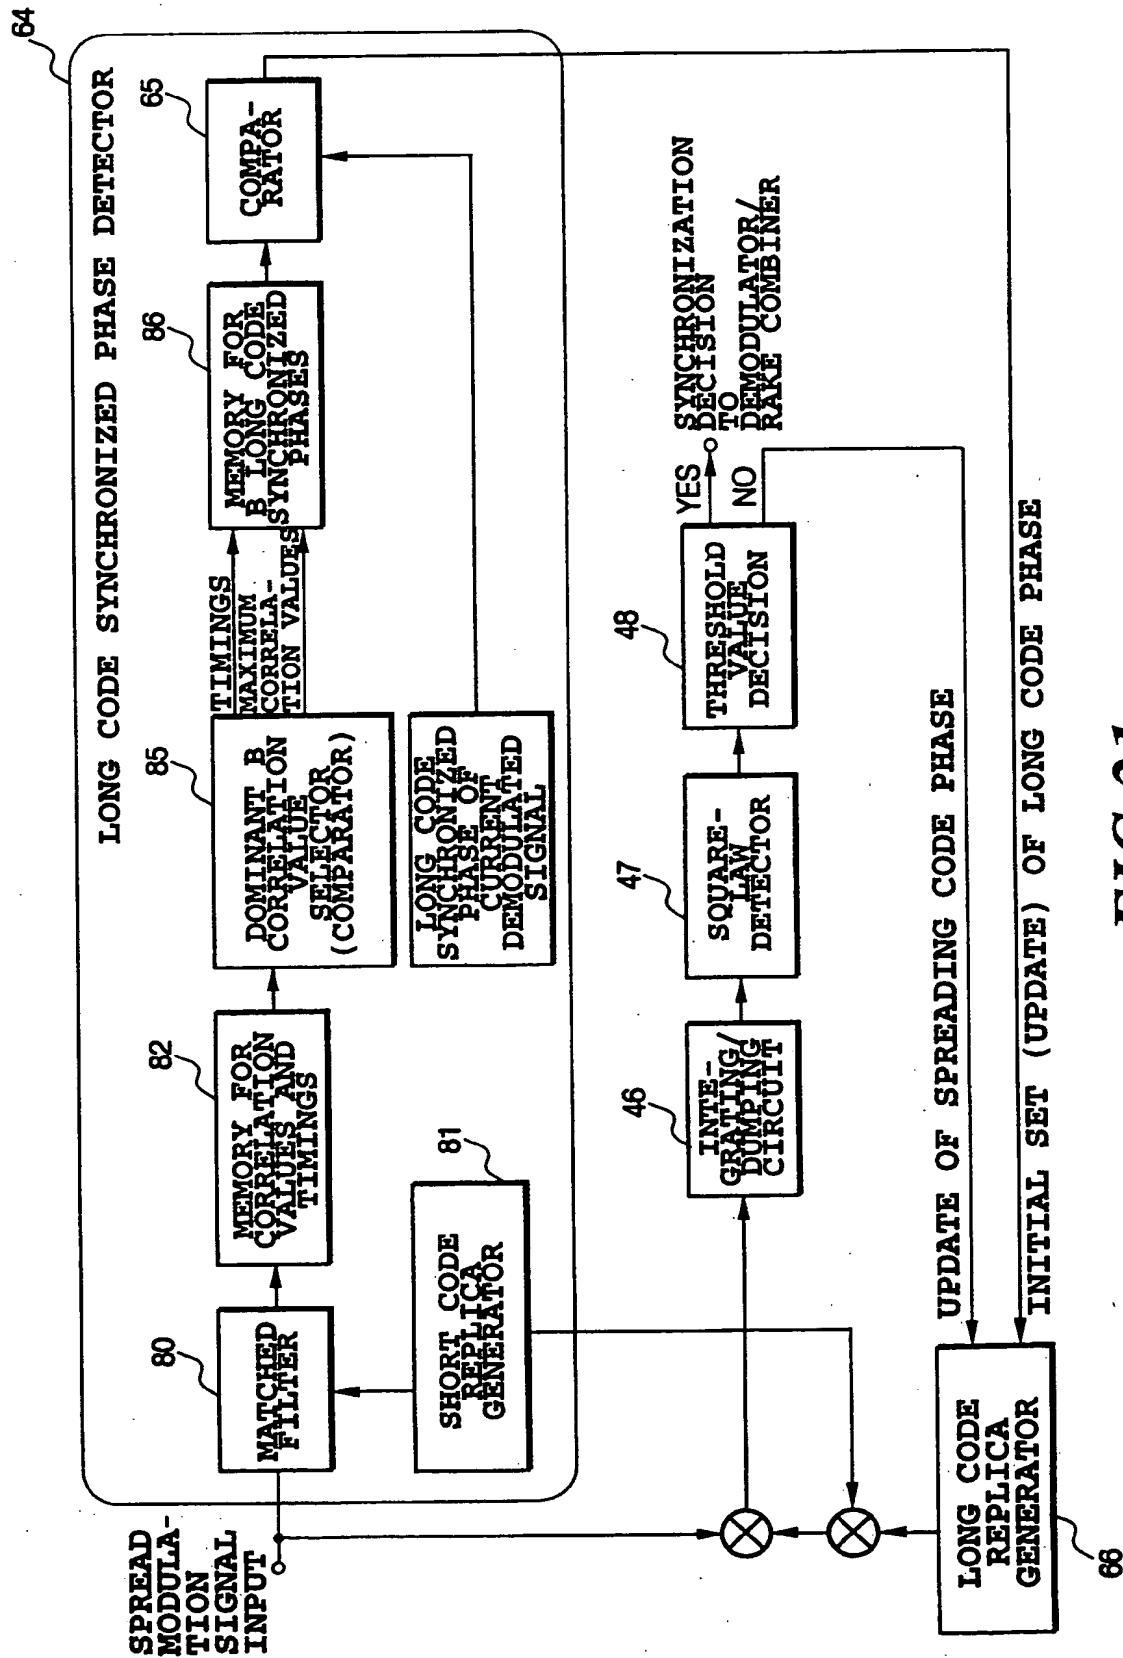 64
LONG CODE SYNCHRONIZED PHASE DETECTOR
SPREAD
MODULA-
TION
SIGNAL
INPUT
80
MATCHED
FILTER
82
MEMORY FOR
CORRELATION
VALUES AND
TIMINGS
85
DOMINANT B
CORRELATION
VALUE
SELECTOR
(COMPARATOR)
TIMINGS
MAXIMUM
CORRELA-
TION VALUES
86
MEMORY FOR
B LONG CODE
SYNCHRONIZED
PHASES
65
COMPA-
RATOR
81
SHORT CODE
REPLICA
GENERATOR
LONG CODE
SYNCHRONIZED
PHASE OF
CURRENT
DEMODULATED
SIGNAL
46
INTE-
GRATING/
DUMPING
CIRCUIT
47
SQUARE-
LAW
DETECTOR
48
THRESHOLD
VALUE
DECISION
YES
NO
SYNCHRONIZATION
DECISION
TO
DEMODULATOR/
RAKE COMBINER
UPDATE OF SPREADING CODE PHASE
INITIAL SET (UPDATE) OF LONG CODE PHASE
LONG CODE
REPLICA
GENERATOR
66